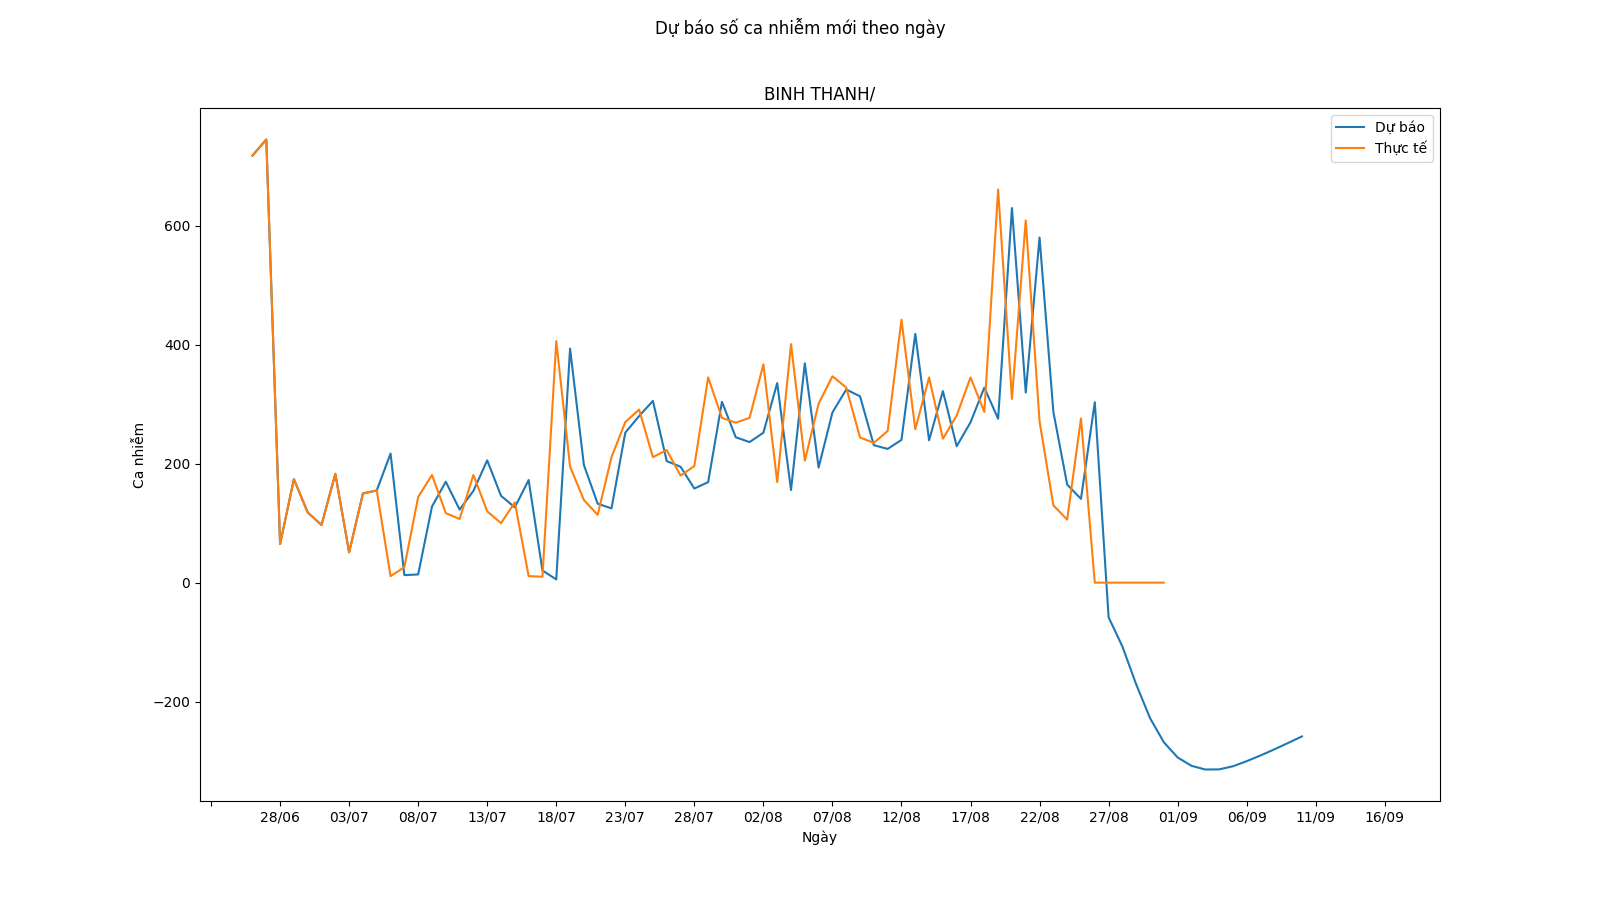 Dự báo số ca nhiễm mới theo ngày
BINH THANH/
Dự báo
Thực tế
600
400
200
0
−200
Ca nhiễm
28/06 03/07 08/07 13/07 18/07 23/07 28/07 02/08 07/08 12/08 17/08 22/08 27/08 01/09 06/09 11/09 16/09
Ngày